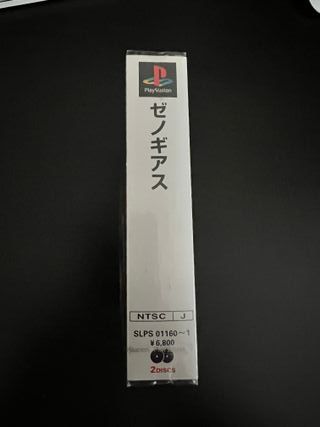 PlayStation
ゼノギアス
NTSC J
SLPS 01160～1
¥6,800
2DISCS